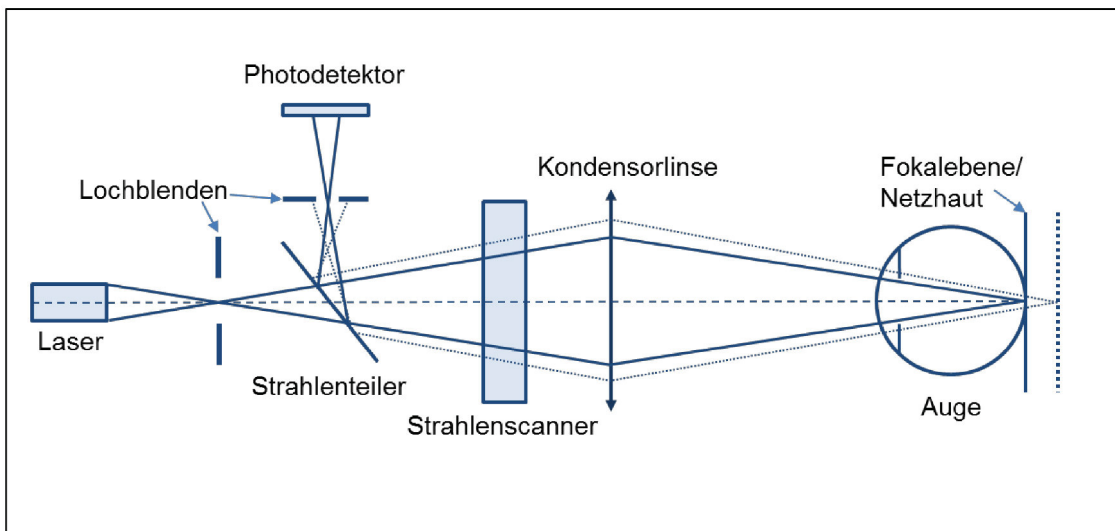 Photodetektor
Lochblenden
Kondensorlinse
Fokalebene/
Netzhaut
Laser
Strahlenteiler
Strahlenscanner
Auge